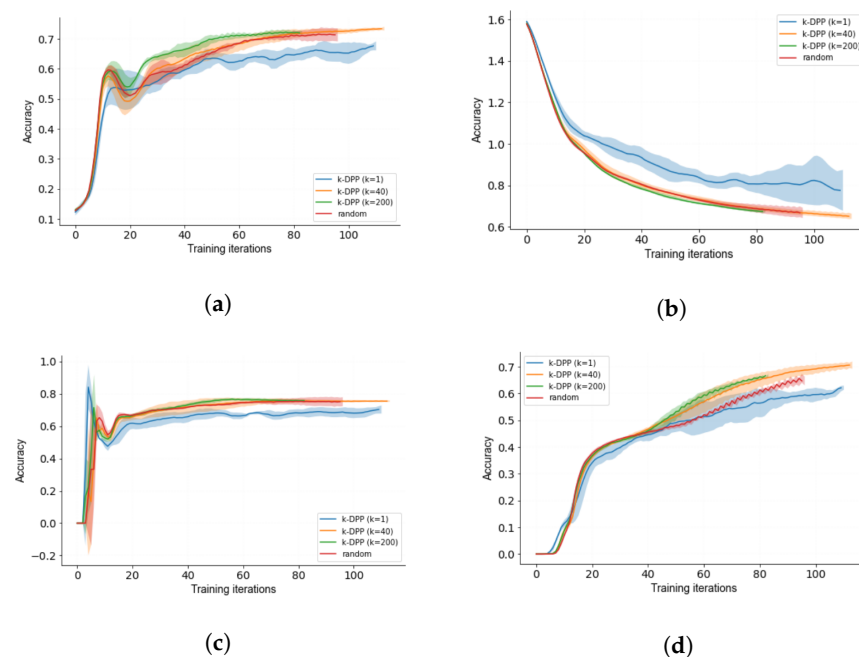 0.7
0.6
0.5
0.4
0.3
0.2
0.1
Accuracy
0 20 40 60 80 100
Training iterations
k-DPP (k=1)
k-DPP (k=40)
k-DPP (k=200)
random
(a)
1.6
1.4
1.2
1.0
0.8
0.6
Accuracy
0 20 40 60 80 100
Training iterations
k-DPP (k=1)
k-DPP (k=40)
k-DPP (k=200)
random
(b)
1.0
0.8
0.6
0.4
0.2
0.0
−0.2
Accuracy
0 20 40 60 80 100
Training iterations
k-DPP (k=1)
k-DPP (k=40)
k-DPP (k=200)
random
(c)
0.7
0.6
0.5
0.4
0.3
0.2
0.1
0.0
Accuracy
0 20 40 60 80 100
Training iterations
k-DPP (k=1)
k-DPP (k=40)
k-DPP (k=200)
random
(d)